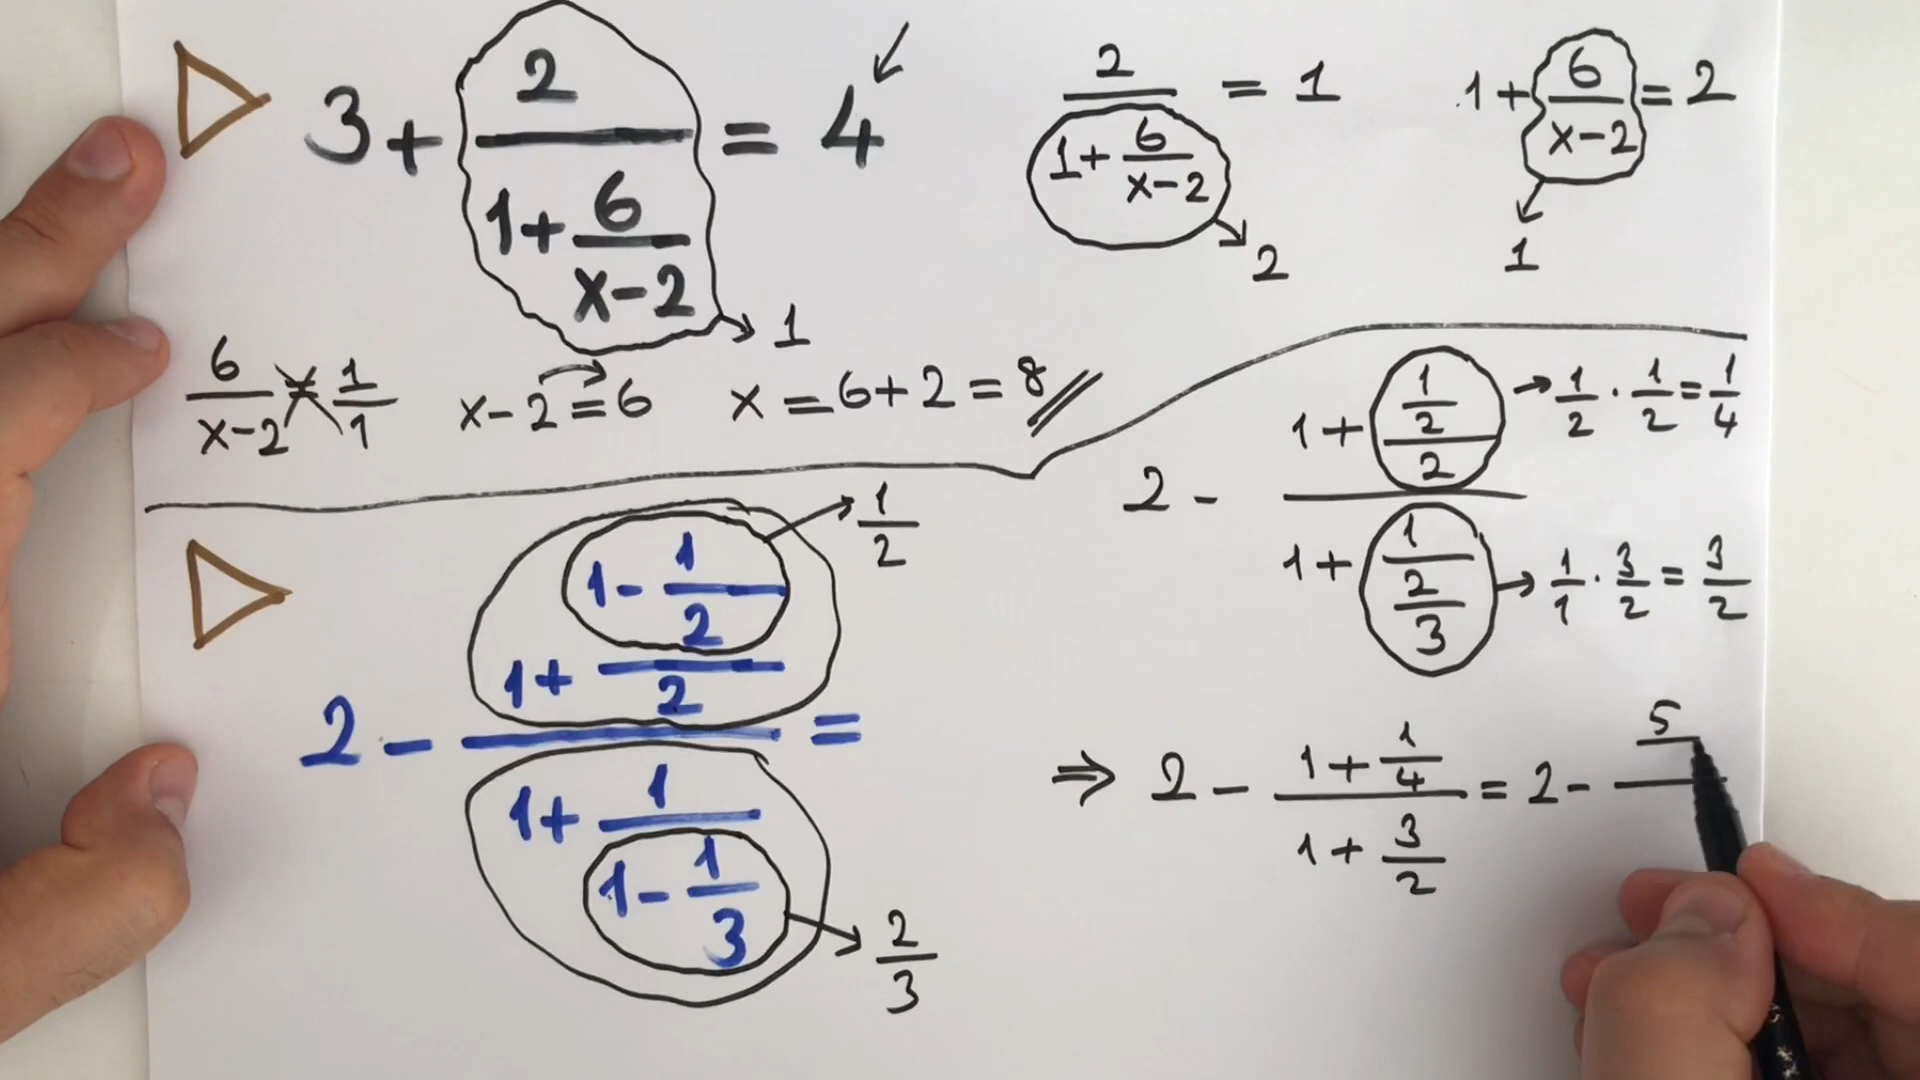 3 + 2/(1 + 6/(x-2)) = 4
→ 1
2/(1 + 6/(x-2)) = 1
→ 2
1 + 6/(x-2) = 2
→ 1
6/(x-2) = 1/1
x-2 = 6
x = 6+2 = 8
2 - (1 + (1 - 1/2)/2)/(1 + 1/(1 - 1/3)) =
→ 1/2
→ 2/3
2 - (1 + (1/2)/2)/(1 + 1/(2/3))
→ 1/2 · 1/2 = 1/4
→ 1/1 · 3/2 = 3/2
⇒ 2 - (1 + 1/4)/(1 + 3/2) = 2 - 5